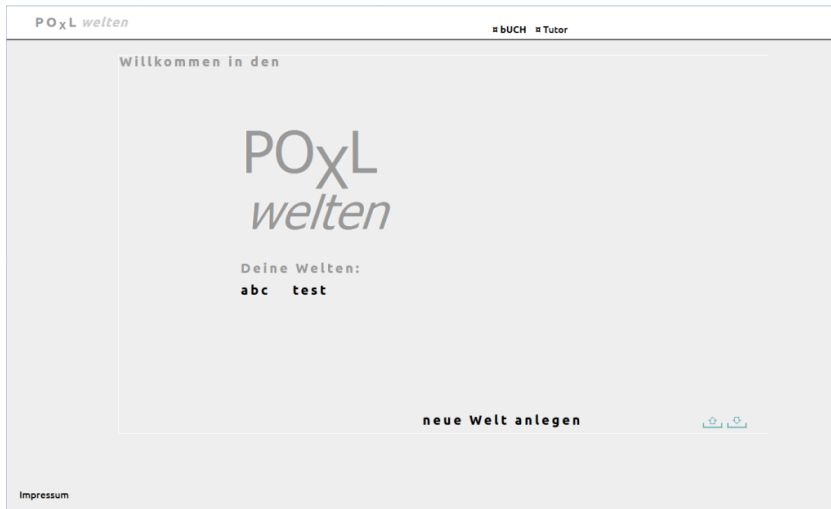 POXL welten
¤ bUCH ¤ Tutor
Willkommen in den
POXL
welten
Deine Welten:
abc test
neue Welt anlegen
Impressum